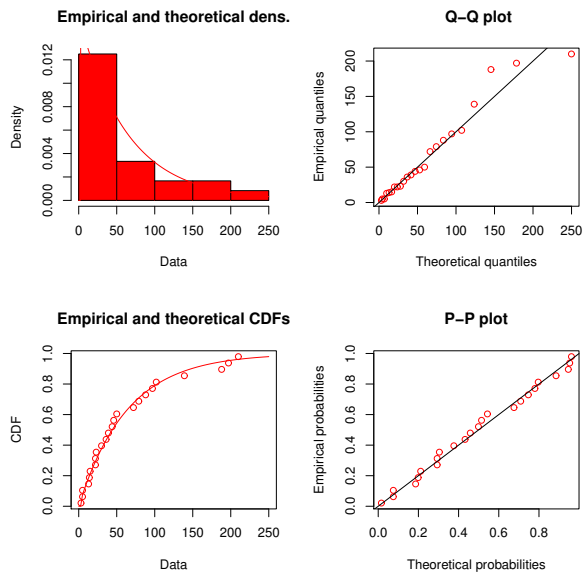 Empirical and theoretical dens.
Density
0.000 0.004 0.008 0.012
0 50 100 150 200 250
Data
Q−Q plot
Empirical quantiles
0 50 100 200
0 50 100 150 200 250
Theoretical quantiles
Empirical and theoretical CDFs
CDF
0.0 0.2 0.4 0.6 0.8 1.0
0 50 100 150 200 250
Data
P−P plot
Empirical probabilities
0.0 0.2 0.4 0.6 0.8 1.0
0.0 0.2 0.4 0.6 0.8
Theoretical probabilities